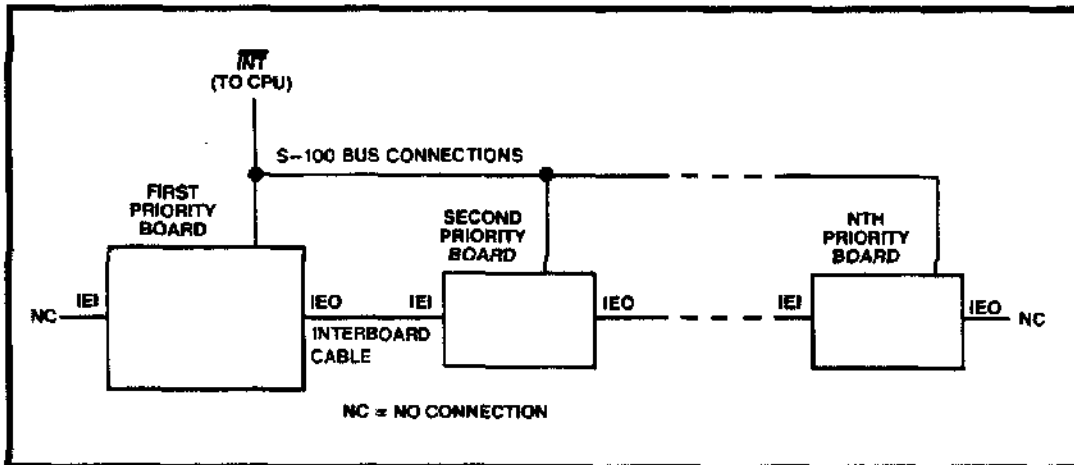 INT
(TO CPU)
S-100 BUS CONNECTIONS
FIRST
PRIORITY
BOARD
SECOND
PRIORITY
BOARD
NTH
PRIORITY
BOARD
NC
IEI
IEO
IEI
IEO
IEI
IEO
NC
INTERBOARD
CABLE
NC = NO CONNECTION